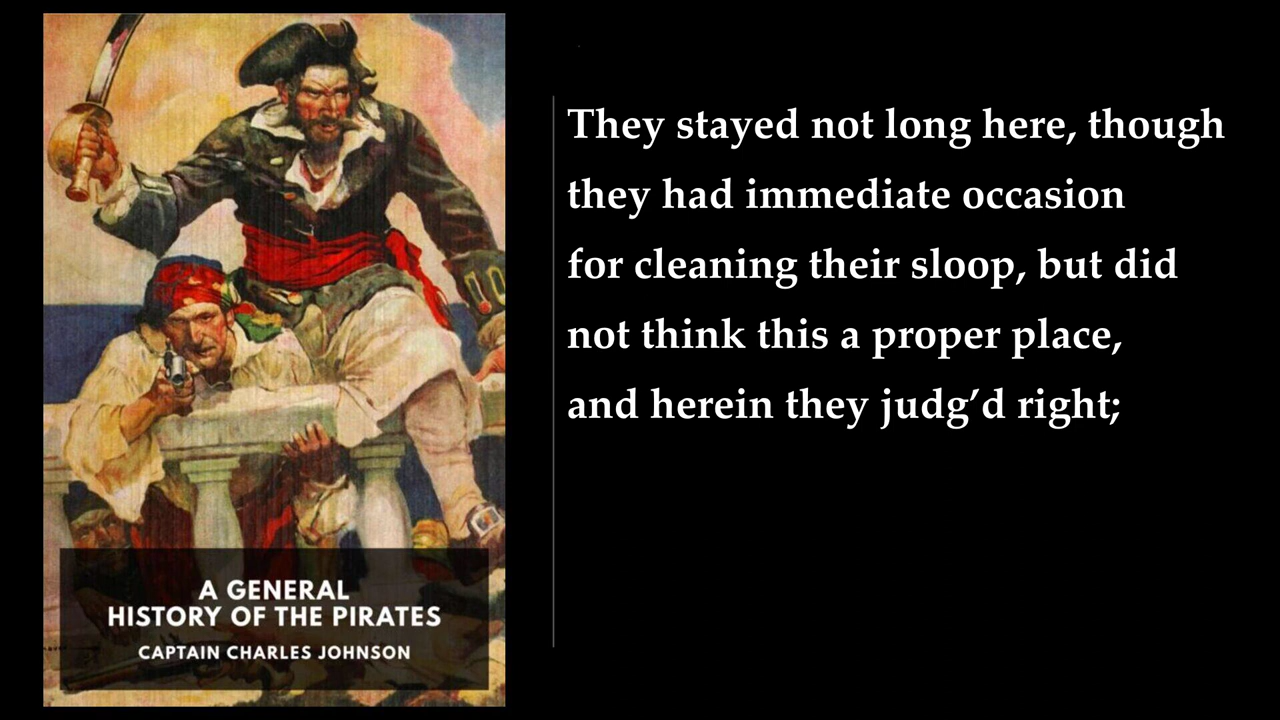 They stayed not long here, though
they had immediate occasion
for cleaning their sloop, but did
not think this a proper place,
and herein they judg’d right;
A GENERAL
HISTORY OF THE PIRATES
CAPTAIN CHARLES JOHNSON